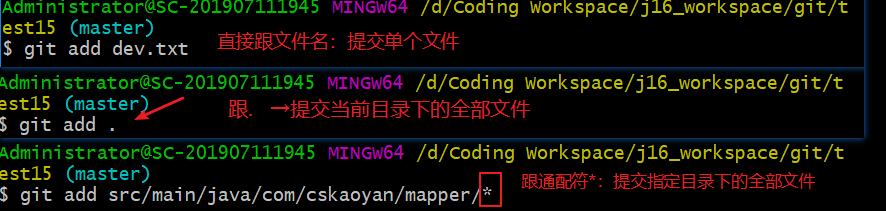 Administrator@SC-201907111945 MINGW64 /d/Coding Workspace/j16_workspace/git/t
est15 (master)
$ git add dev.txt
直接跟文件名：提交单个文件
Administrator@SC-201907111945 MINGW64 /d/Coding Workspace/j16_workspace/git/t
est15 (master)
跟. →提交当前目录下的全部文件
$ git add .
Administrator@SC-201907111945 MINGW64 /d/Coding Workspace/j16_workspace/git/t
est15 (master)
$ git add src/main/java/com/cskaoyan/mapper/*
跟通配符*：提交指定目录下的全部文件